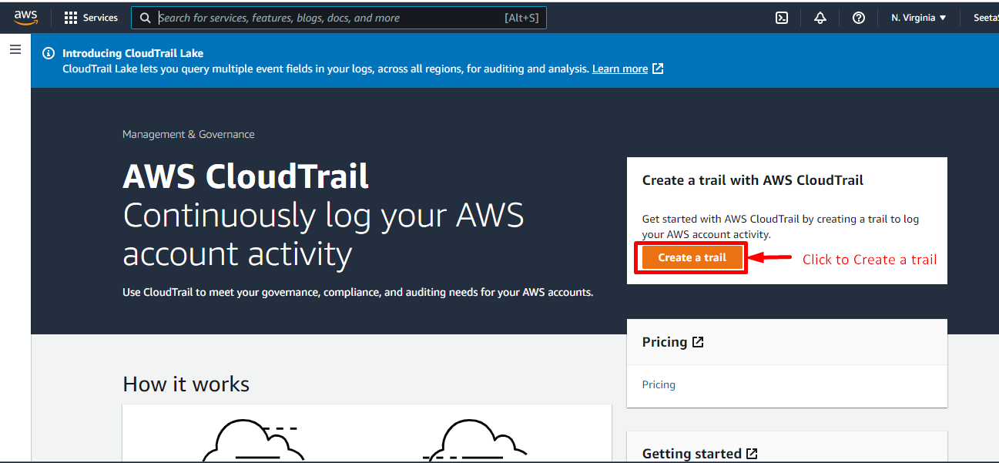 aws
Services
Search for services, features, blogs, docs, and more [Alt+S]
N. Virginia
Seeta
Introducing CloudTrail Lake
CloudTrail Lake lets you query multiple event fields in your logs, across all regions, for auditing and analysis. Learn more
Management & Governance
AWS CloudTrail
Continuously log your AWS
account activity
Use CloudTrail to meet your governance, compliance, and auditing needs for your AWS accounts.
Create a trail with AWS CloudTrail
Get started with AWS CloudTrail by creating a trail to log
your AWS account activity.
Create a trail
Click to Create a trail
Pricing
Pricing
How it works
Getting started